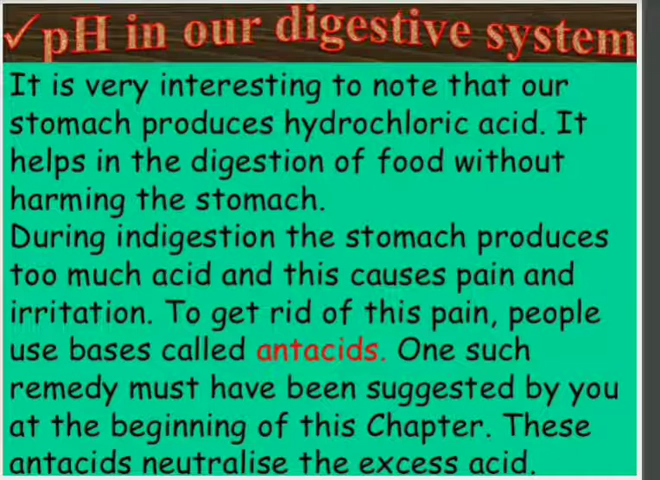 ✓pH in our digestive system
It is very interesting to note that our
stomach produces hydrochloric acid. It
helps in the digestion of food without
harming the stomach.
During indigestion the stomach produces
too much acid and this causes pain and
irritation. To get rid of this pain, people
use bases called antacids. One such
remedy must have been suggested by you
at the beginning of this Chapter. These
antacids neutralise the excess acid.